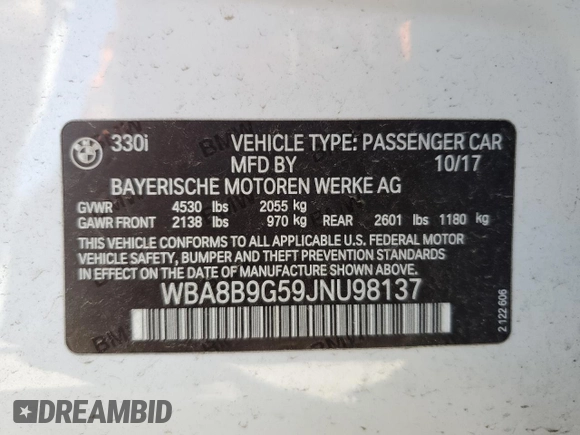 330i VEHICLE TYPE: PASSENGER CAR
MFD BY 10/17
BAYERISCHE MOTOREN WERKE AG
GVWR 4530 lbs 2055 kg
GAWR FRONT 2138 lbs 970 kg REAR 2601 lbs 1180 kg
THIS VEHICLE CONFORMS TO ALL APPLICABLE U.S. FEDERAL MOTOR
VEHICLE SAFETY, BUMPER AND THEFT PREVENTION STANDARDS
IN EFFECT ON THE DATE OF MANUFACTURE SHOWN ABOVE.
WBA8B9G59JNU98137
2 122 606
DREAMBID